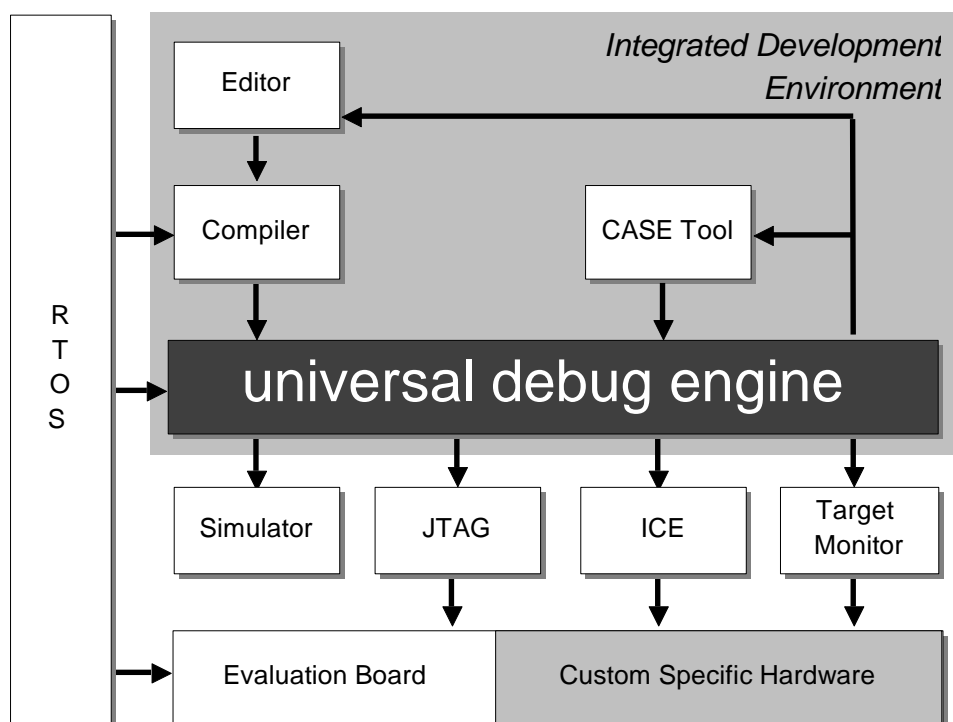 Integrated Development
Environment
Editor
Compiler
CASE Tool
R
T
O
S
universal debug engine
Simulator
JTAG
ICE
Target
Monitor
Evaluation Board
Custom Specific Hardware